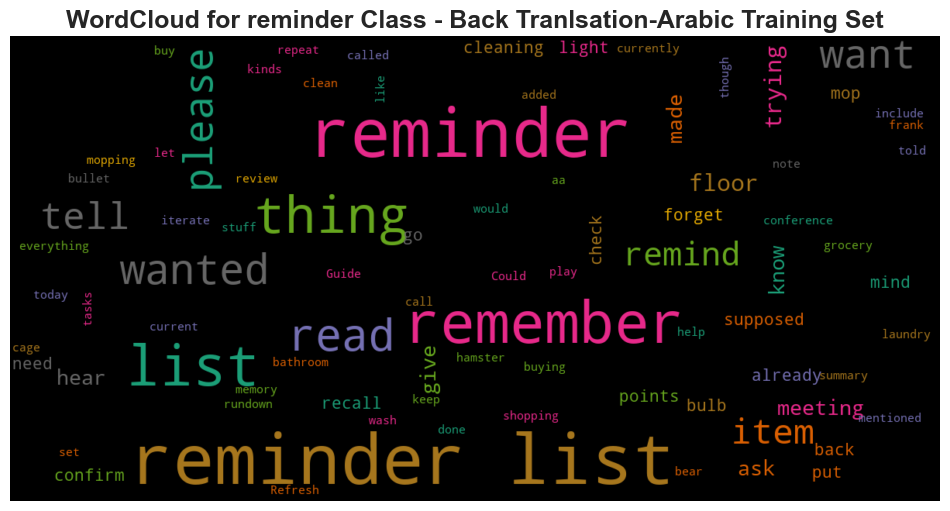 WordCloud for reminder Class - Back Tranlsation-Arabic Training Set
buy
please
repeat
kinds
called
clean
like
cleaning
light
currently
though
trying
want
added
made
mop
include
frank
told
reminder
mopping
let
bullet
review
note
aa
floor
tell
iterate
stuff
thing
go
would
forget
conference
everything
check
remind
know
grocery
wanted
Guide
Could
play
mind
today
tasks
call
current
read
remember
help
supposed
laundry
cage
need
hear
list
bathroom
give
hamster
buying
already
summary
memory
rundown
recall
keep
points
bulb
meeting
mentioned
wash
shopping
done
item
set
confirm
reminder list
Refresh
bear
ask
back
put